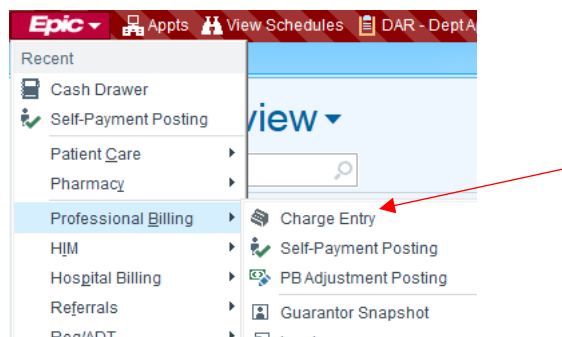 Epic Appts View Schedules DAR - Dept A
Recent
Cash Drawer
Self-Payment Posting
view
Patient Care
Pharmacy
Professional Billing Charge Entry
HIM Self-Payment Posting
Hospital Billing PB Adjustment Posting
Referrals Guarantor Snapshot